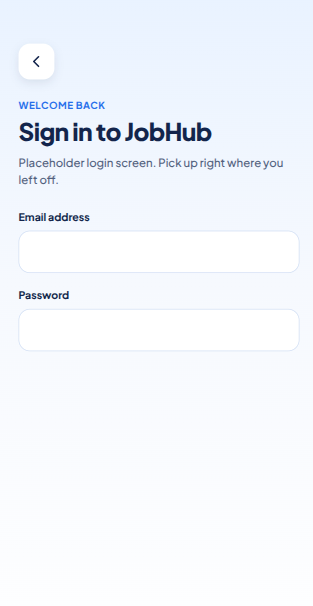 WELCOME BACK
Sign in to JobHub
Placeholder login screen. Pick up right where you
left off.
Email address
Password